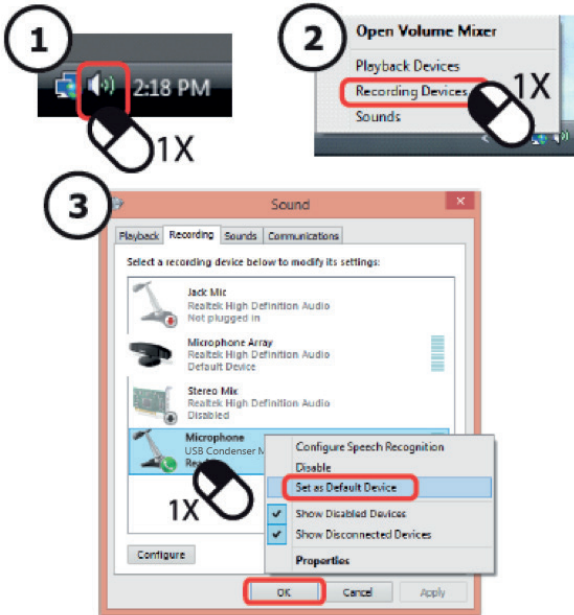 1
2:18 PM
1X
2
Open Volume Mixer
Playback Devices
Recording Devices
Sounds
1X
3
Sound
Playback Recording Sounds Communications
Select a recording device below to modify its settings:
Jack Mic
Realtek High Definition Audio
Not plugged in
Microphone Array
Realtek High Definition Audio
Default Device
Stereo Mix
Realtek High Definition Audio
Disabled
Microphone
USB Condenser
1X
Configure Speech Recognition
Disable
Set as Default Device
Show Disabled Devices
Show Disconnected Devices
Properties
Configure
OK Cancel Apply